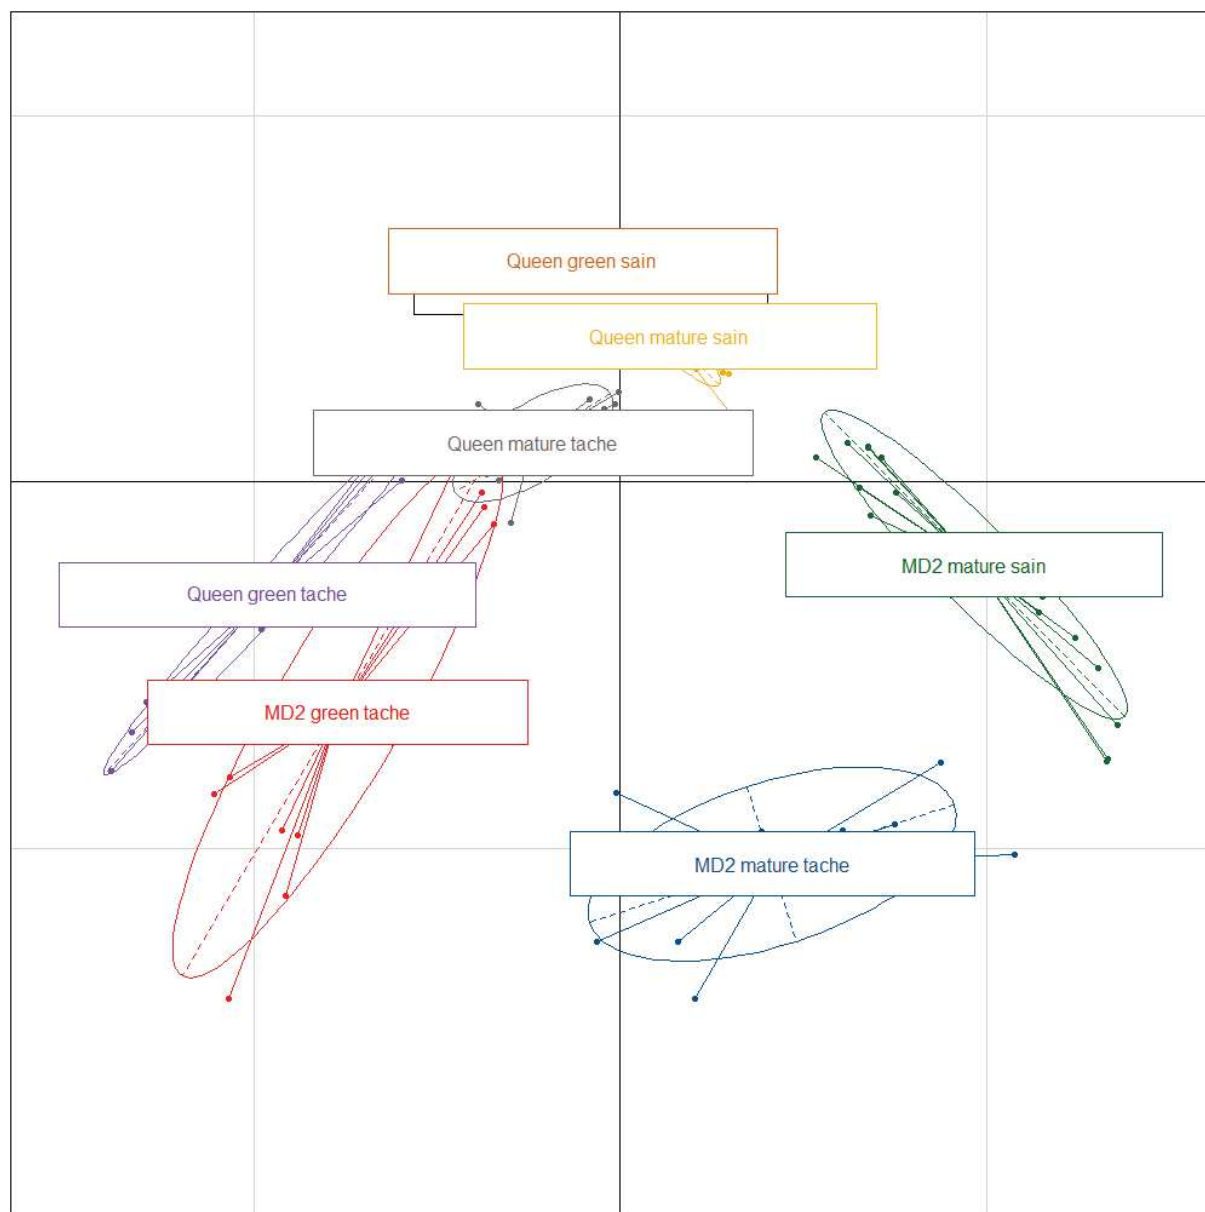 Queen green sain
Queen mature sain
Queen mature tache
MD2 mature sain
Queen green tache
MD2 green tache
MD2 mature tache